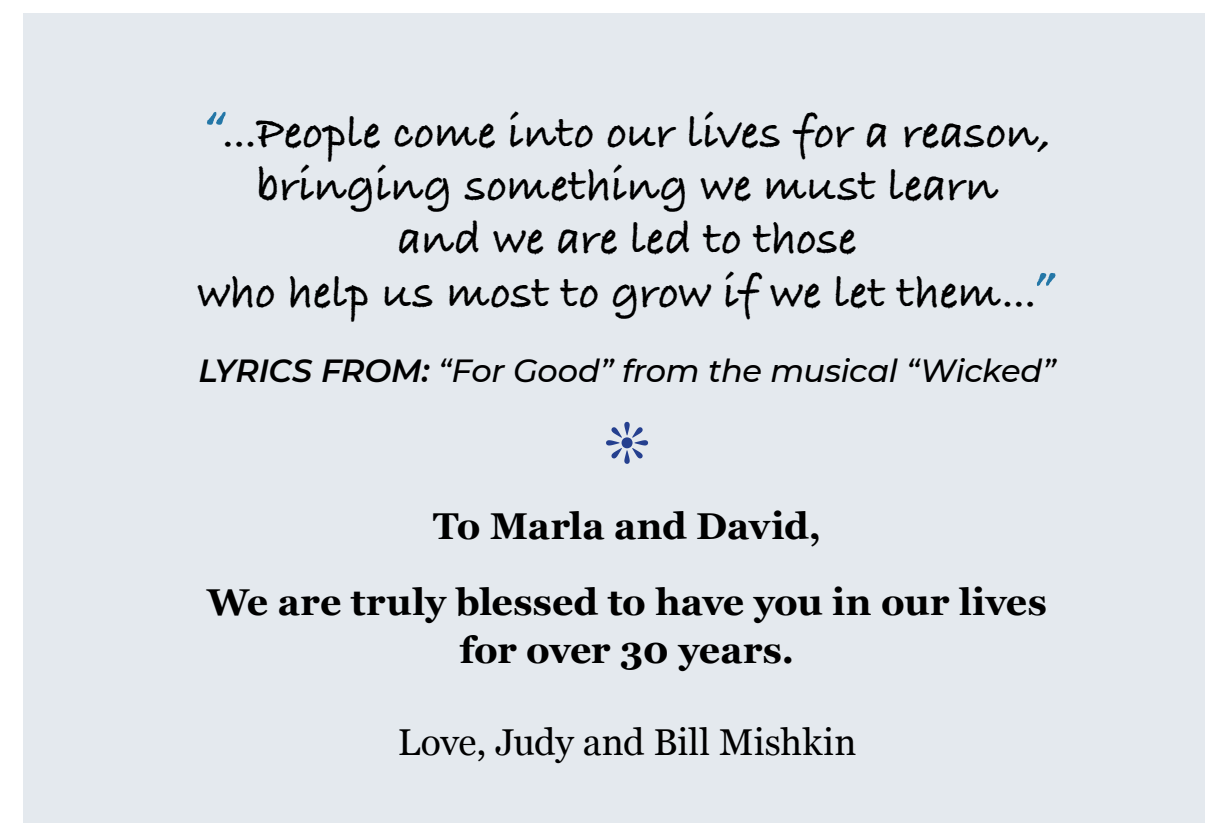 “...People come into our lives for a reason,
bringing something we must learn
and we are led to those
who help us most to grow if we let them...”
LYRICS FROM: “For Good” from the musical “Wicked”
To Marla and David,
We are truly blessed to have you in our lives
for over 30 years.
Love, Judy and Bill Mishkin